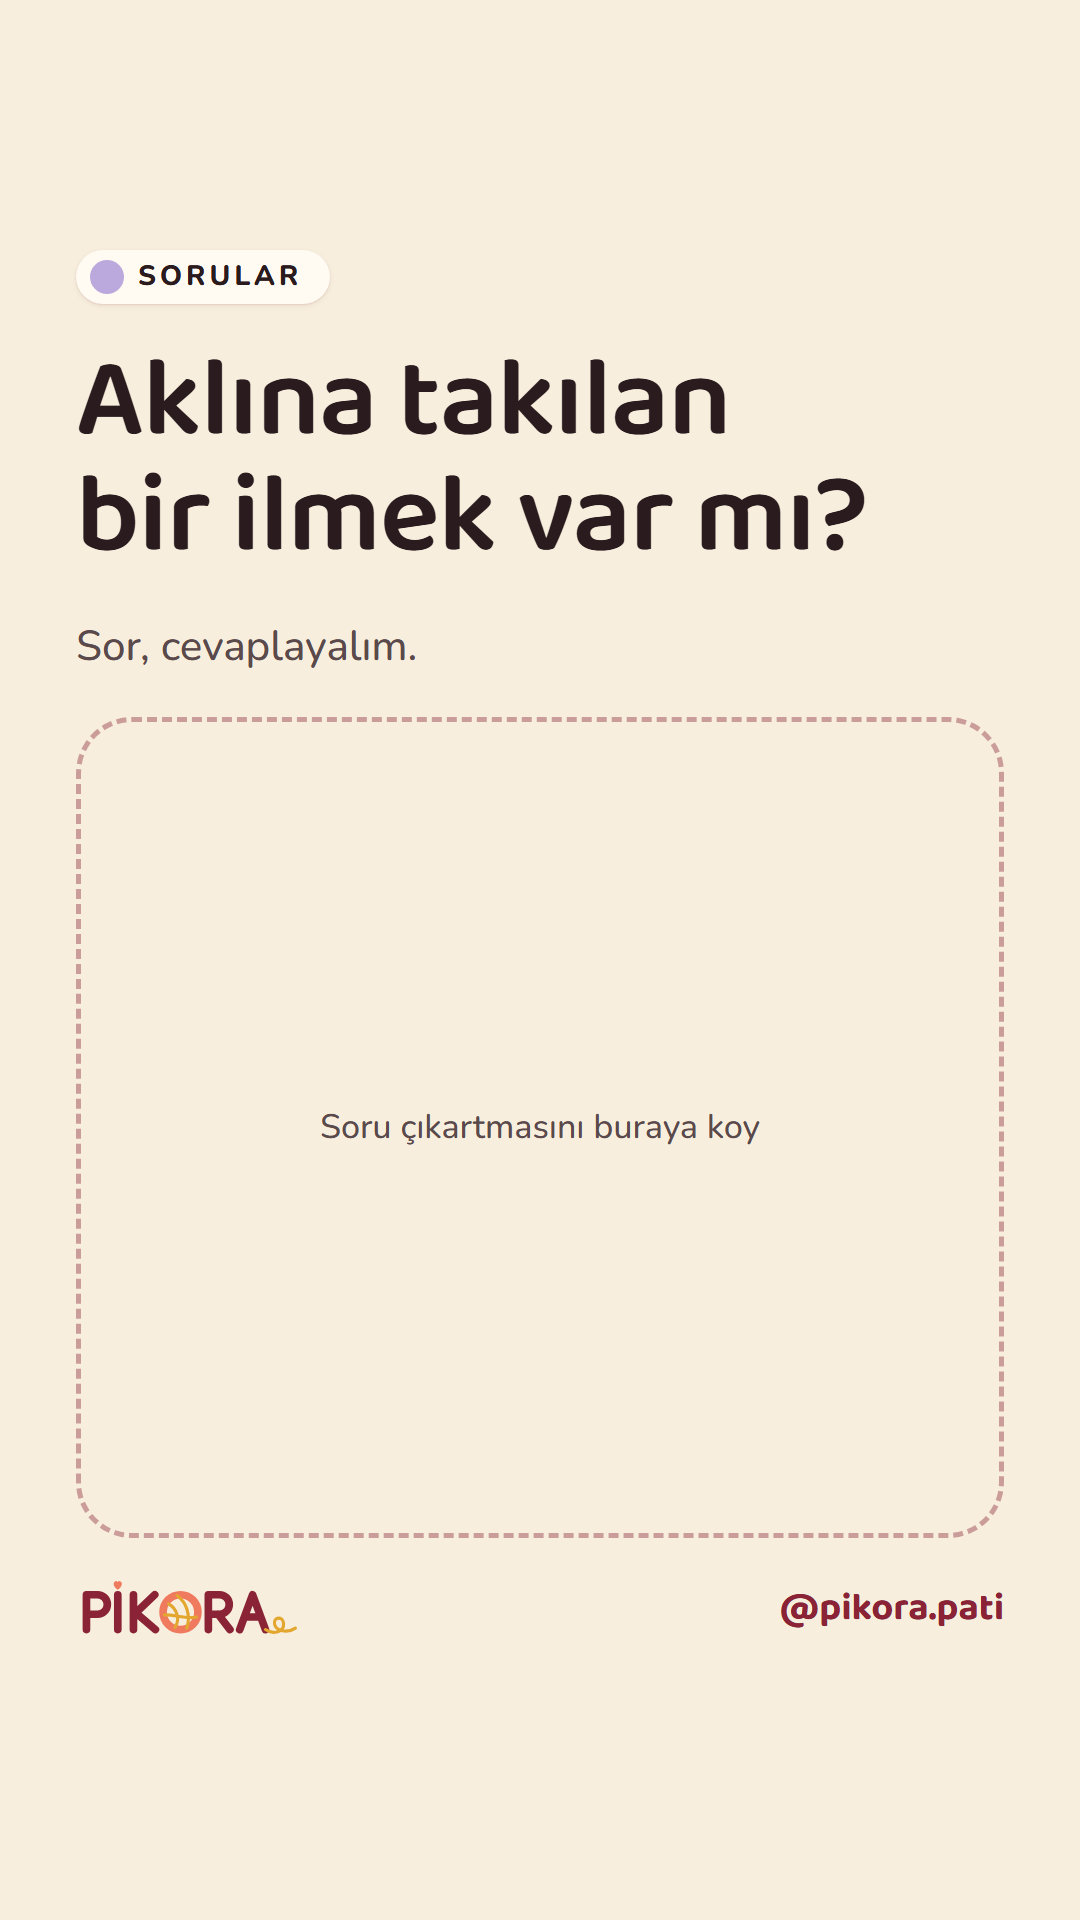 SORULAR
Aklına takılan
bir ilmek var mı?
Sor, cevaplayalım.
Soru çıkartmasını buraya koy
PİKORA
@pikora.pati